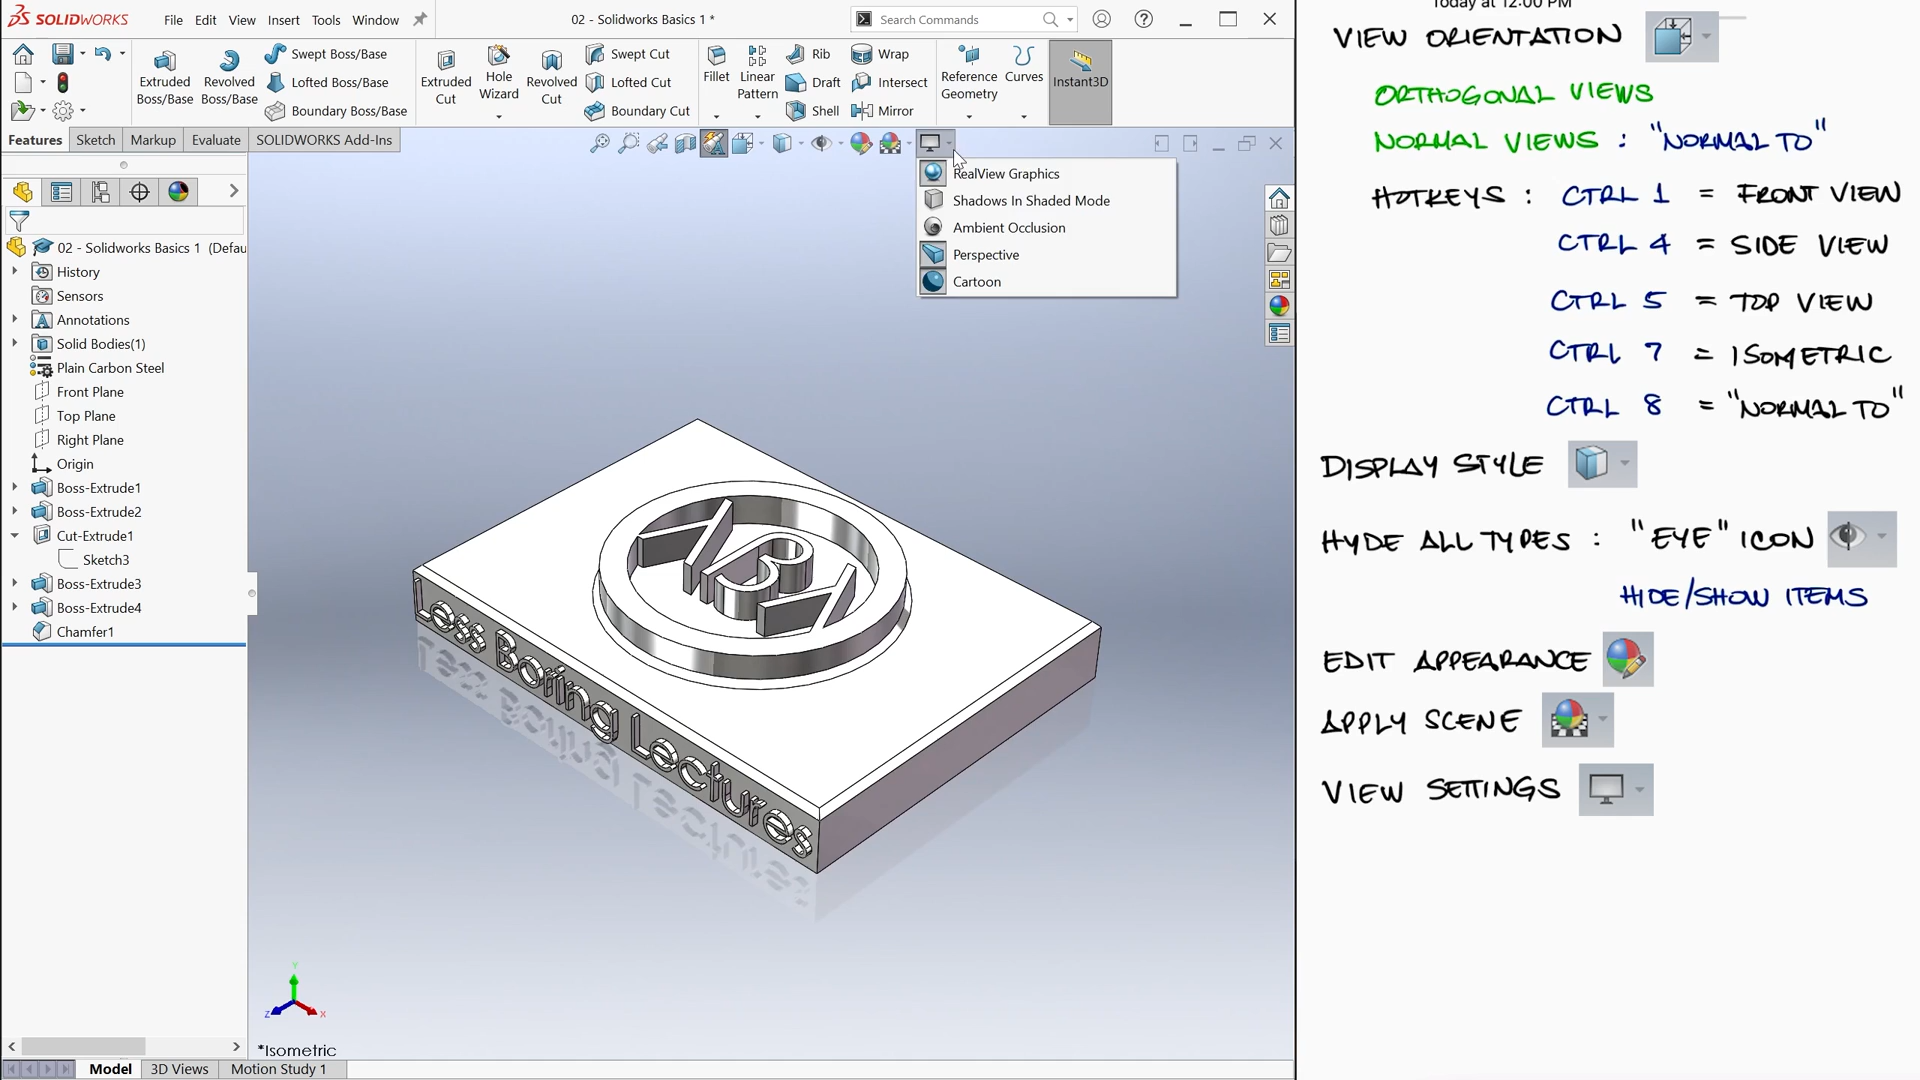 SOLIDWORKS
File Edit View Insert Tools Window
02 - Solidworks Basics 1 *
Search Commands
Extruded Boss/Base
Revolved Boss/Base
Swept Boss/Base
Lofted Boss/Base
Boundary Boss/Base
Extruded Cut
Hole Wizard
Revolved Cut
Swept Cut
Lofted Cut
Boundary Cut
Fillet
Linear Pattern
Rib
Draft
Shell
Wrap
Intersect
Mirror
Reference Geometry
Curves
Instant3D
Features Sketch Markup Evaluate SOLIDWORKS Add-Ins
RealView Graphics
Shadows In Shaded Mode
Ambient Occlusion
Perspective
Cartoon
02 - Solidworks Basics 1 (Defau
History
Sensors
Annotations
Solid Bodies(1)
Plain Carbon Steel
Front Plane
Top Plane
Right Plane
Origin
Boss-Extrude1
Boss-Extrude2
Cut-Extrude1
Sketch3
Boss-Extrude3
Boss-Extrude4
Chamfer1
Less Boring Lectures
Y
Z
X
*Isometric
Model 3D Views Motion Study 1
Today at 12:00 PM
VIEW ORIENTATION
ORTHOGONAL VIEWS
NORMAL VIEWS : "NORMAL TO"
HOTKEYS : CTRL 1 = FRONT VIEW
CTRL 4 = SIDE VIEW
CTRL 5 = TOP VIEW
CTRL 7 = ISOMETRIC
CTRL 8 = "NORMAL TO"
DISPLAY STYLE
HYDE ALL TYPES : "EYE" ICON
HIDE/SHOW ITEMS
EDIT APPEARANCE
APPLY SCENE
VIEW SETTINGS